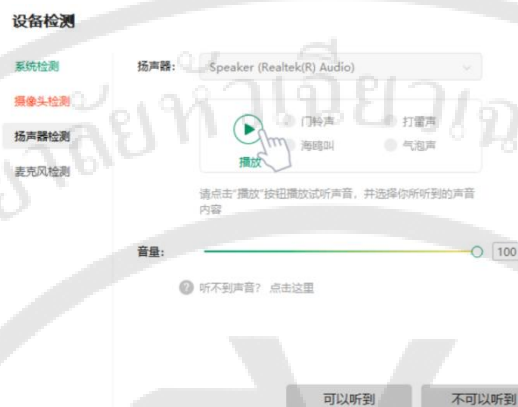 设备检测
系统检测
摄像头检测
扬声器检测
麦克风检测
扬声器:
Speaker (Realtek(R) Audio)
播放
门铃声
打雷声
海鸥叫
气泡声
请点击“播放”按钮播放试听声音，并选择你所听到的声音
内容
音量:
100
? 听不到声音? 点击这里
可以听到
不可以听到